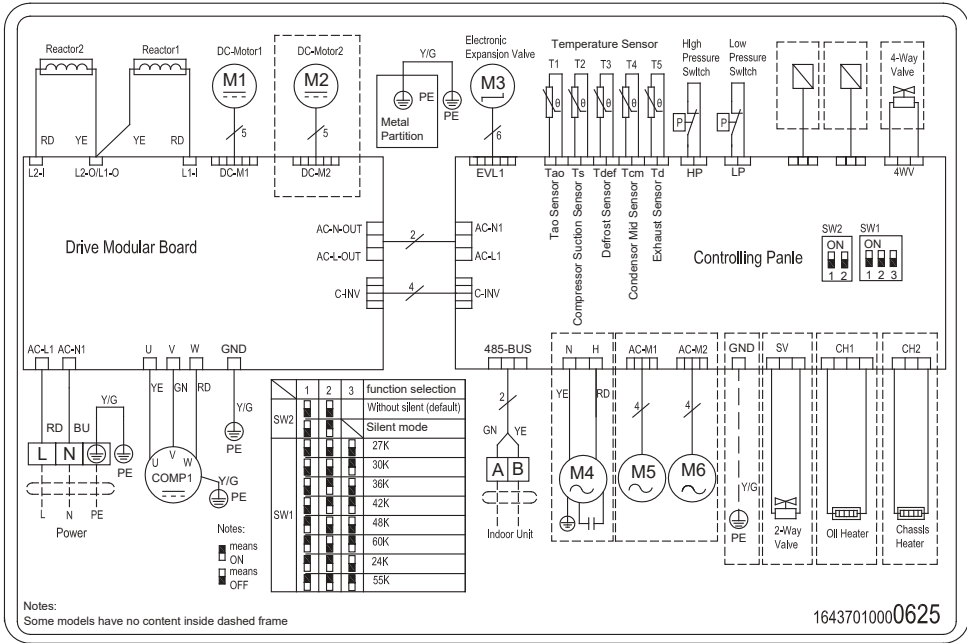 Reactor2
Reactor1
DC-Motor1
DC-Motor2
M1
M2
5
5
RD YE YE RD
L2-I
L2-O/L1-O
L1-I
DC-M1
DC-M2
Y/G
PE
PE
Metal
Partition
Electronic
Expansion Valve
M3
6
EVL1
Temperature Sensor
T1 T2 T3 T4 T5
θ θ θ θ θ
Tao Ts Tdef Tcm Td
Tao Sensor
Compressor Suction Sensor
Defrost Sensor
Condensor Mid Sensor
Exhaust Sensor
High
Pressure
Switch
P
HP
Low
Pressure
Switch
P
LP
4-Way
Valve
4WV
Drive Modular Board
AC-N-OUT
2
AC-N1
AC-L-OUT
AC-L1
C-INV
4
C-INV
Controlling Panle
SW2
ON
1 2
SW1
ON
1 2 3
AC-L1 AC-N1
U V W
GND
RD BU
Y/G
L N
PE
L N PE
Power
YE GN RD
U V W
COMP1
Y/G
PE
Y/G
PE
Notes:
means
ON
means
OFF
1 2 3 function selection
SW2
Without silent (default)
Silent mode
SW1
27K
30K
36K
42K
48K
60K
24K
55K
485-BUS
2
GN YE
A B
Indoor Unit
N H
YE RD
M4
AC-M1
4
M5
AC-M2
4
M6
GND
Y/G
PE
SV
2-Way
Valve
CH1
Oil Heater
CH2
Chassis
Heater
Notes:
Some models have no content inside dashed frame
16437010000625